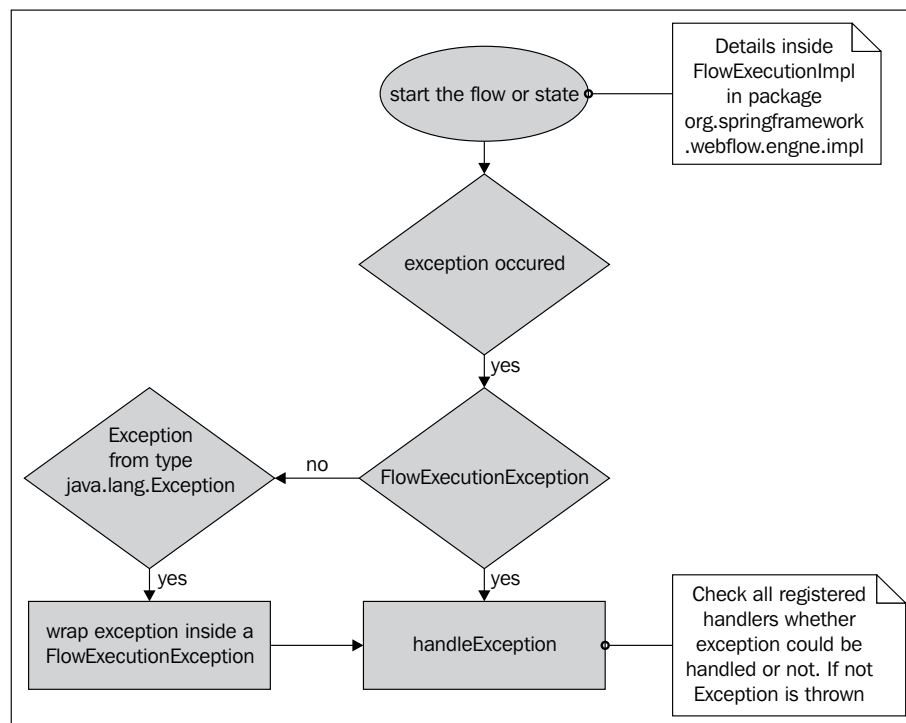 start the flow or state
Details inside
FlowExecutionImpl
in package
org.springframework
.webflow.engne.impl
exception occured
yes
Exception
from type
java.lang.Exception
no
FlowExecutionException
yes
yes
wrap exception inside a
FlowExecutionException
handleException
Check all registered
handlers whether
exception could be
handled or not. If not
Exception is thrown